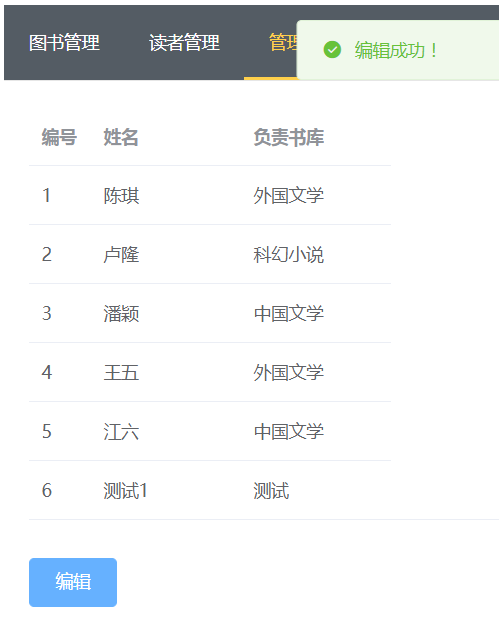 图书管理 读者管理 管理
编辑成功！
编号 姓名 负责书库
1 陈琪 外国文学
2 卢隆 科幻小说
3 潘颖 中国文学
4 王五 外国文学
5 江六 中国文学
6 测试1 测试
编辑